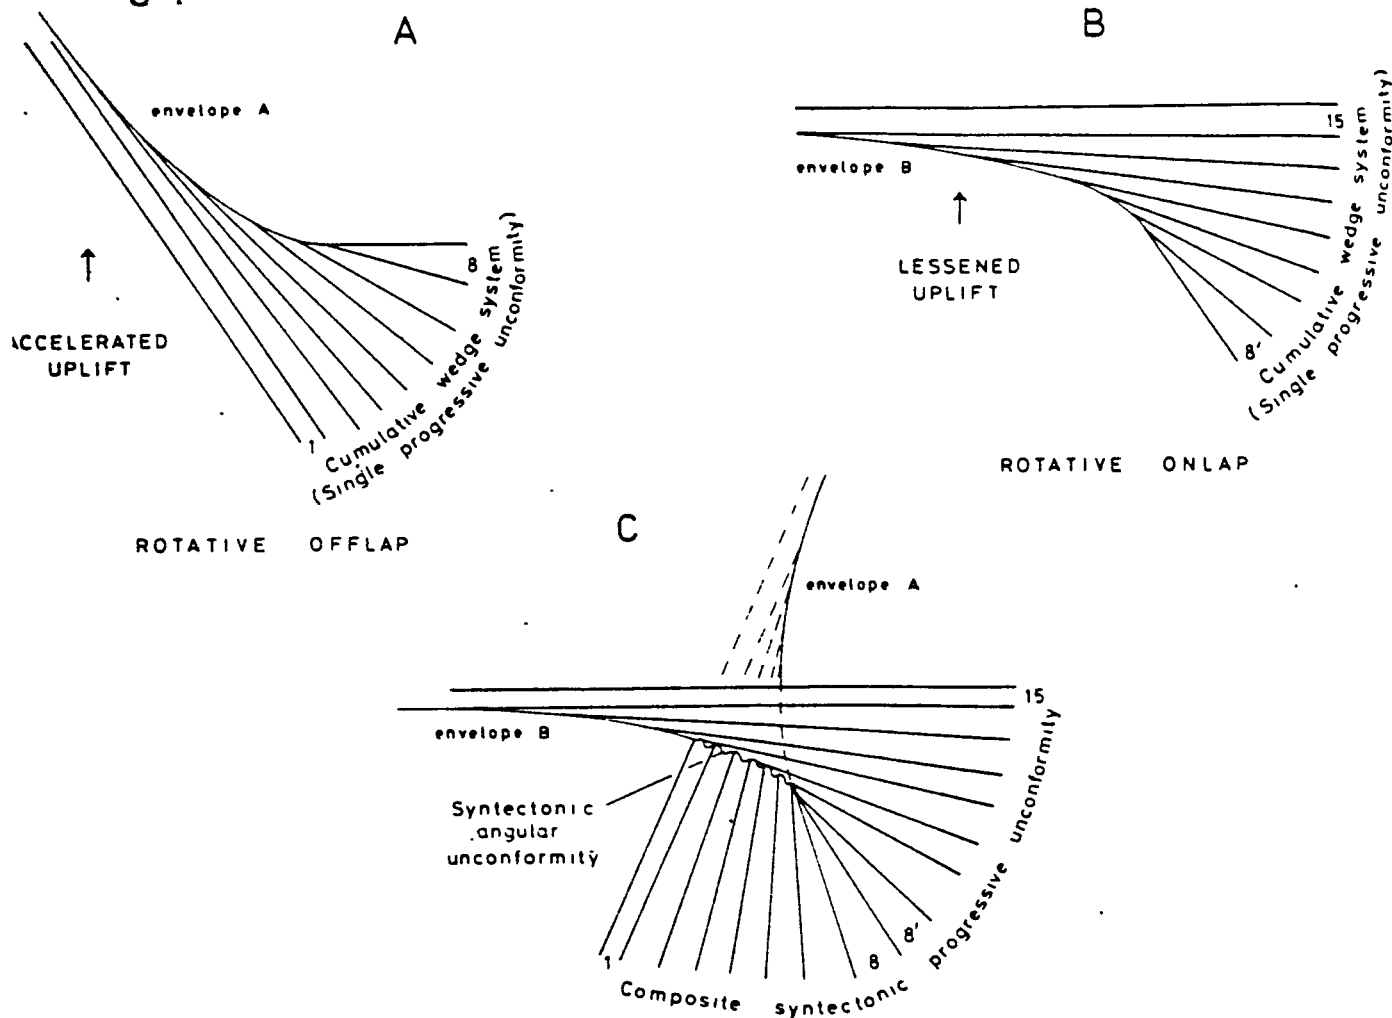 A
envelope A
ACCELERATED
UPLIFT
1
8
Cumulative wedge system
(Single progressive unconformity)
ROTATIVE OFFLAP
B
envelope B
LESSENED
UPLIFT
15
8'
Cumulative wedge system
(Single progressive unconformity)
ROTATIVE ONLAP
C
envelope A
envelope B
15
Syntectonic
angular
unconformity
1
8
8'
Composite syntectonic progressive unconformity